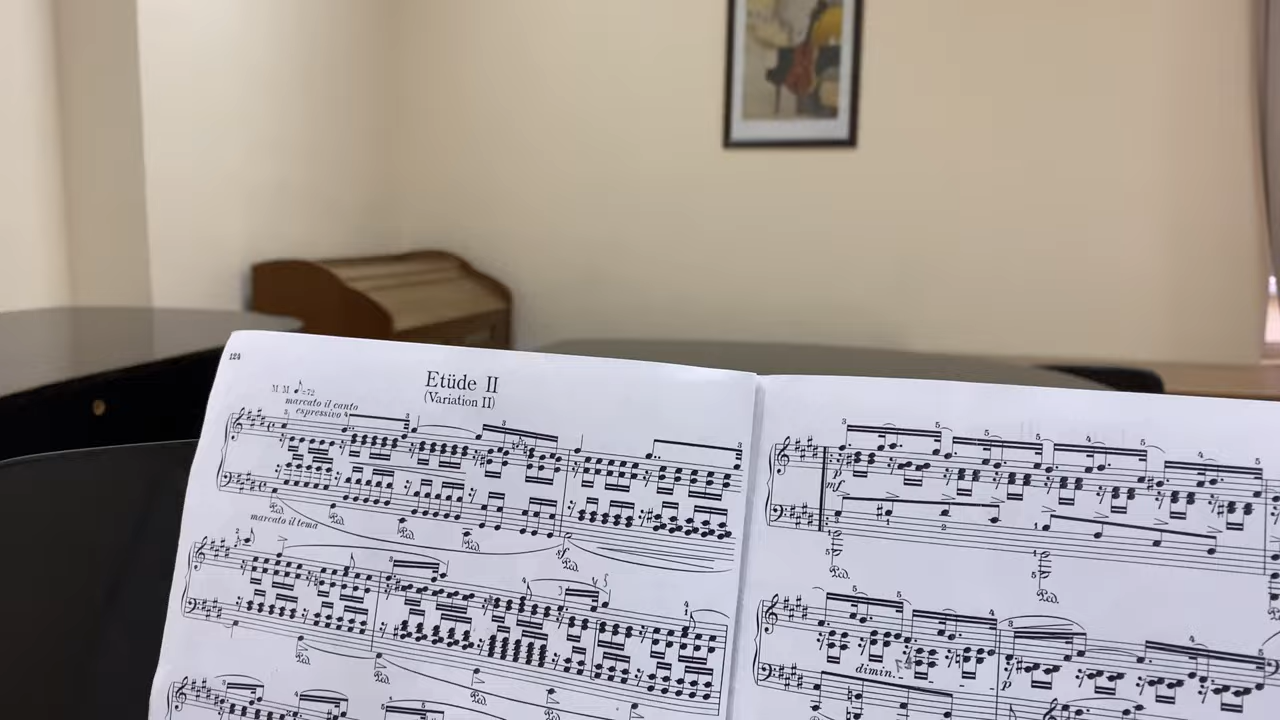 124
Etüde II
(Variation II)
M. M. ♪=72
marcato il canto
espressivo
marcato il tema
mf
dimin.
p